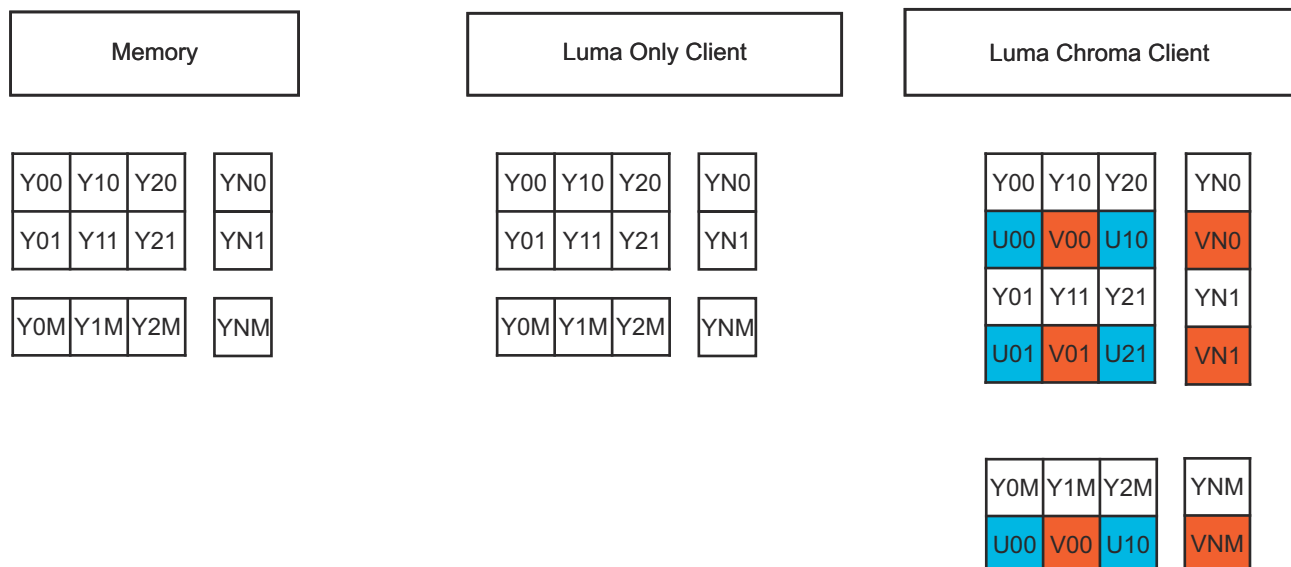 Memory
Luma Only Client
Luma Chroma Client
Y00 Y10 Y20 YN0
Y01 Y11 Y21 YN1
Y0M Y1M Y2M YNM
Y00 Y10 Y20 YN0
Y01 Y11 Y21 YN1
Y0M Y1M Y2M YNM
Y00 Y10 Y20 YN0
U00 V00 U10 VN0
Y01 Y11 Y21 YN1
U01 V01 U21 VN1
Y0M Y1M Y2M YNM
U00 V00 U10 VNM